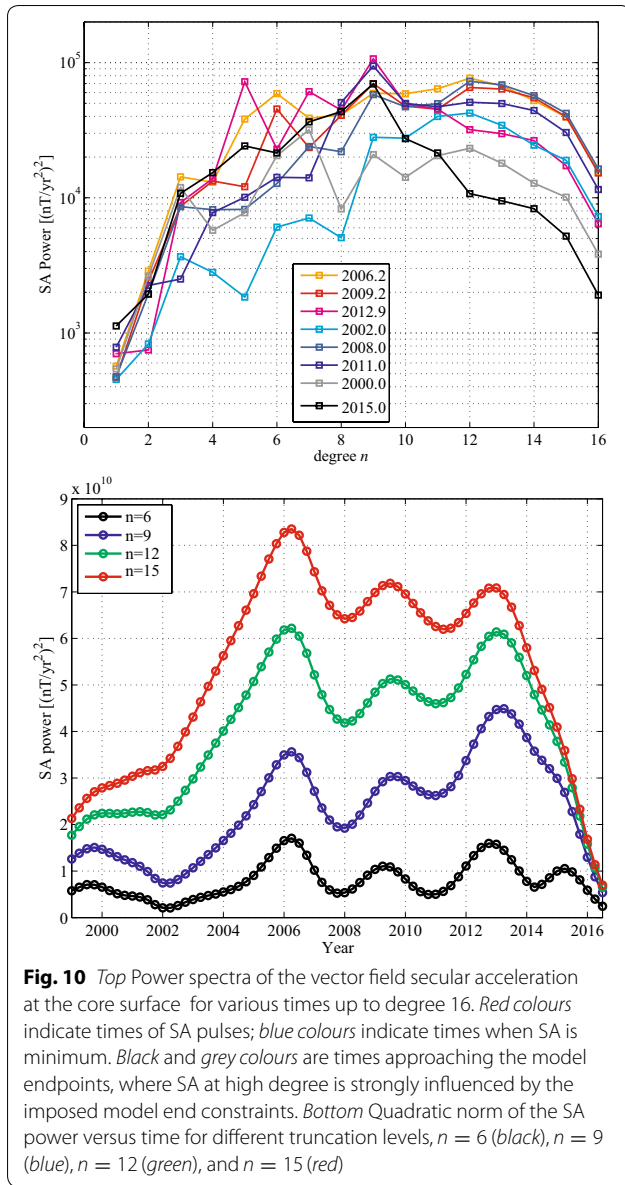 10^5
10^4
10^3
SA Power [(nT/yr^2)^2]
2006.2
2009.2
2012.9
2002.0
2008.0
2011.0
2000.0
2015.0
0 2 4 6 8 10 12 14 16
degree n
x 10^10
9
8
7
6
5
4
3
2
1
0
SA power [(nT/yr^2)^2]
n=6
n=9
n=12
n=15
2000 2002 2004 2006 2008 2010 2012 2014 2016
Year
Fig. 10 Top Power spectra of the vector field secular acceleration
at the core surface for various times up to degree 16. Red colours
indicate times of SA pulses; blue colours indicate times when SA is
minimum. Black and grey colours are times approaching the model
endpoints, where SA at high degree is strongly influenced by the
imposed model end constraints. Bottom Quadratic norm of the SA
power versus time for different truncation levels, n = 6 (black), n = 9
(blue), n = 12 (green), and n = 15 (red)